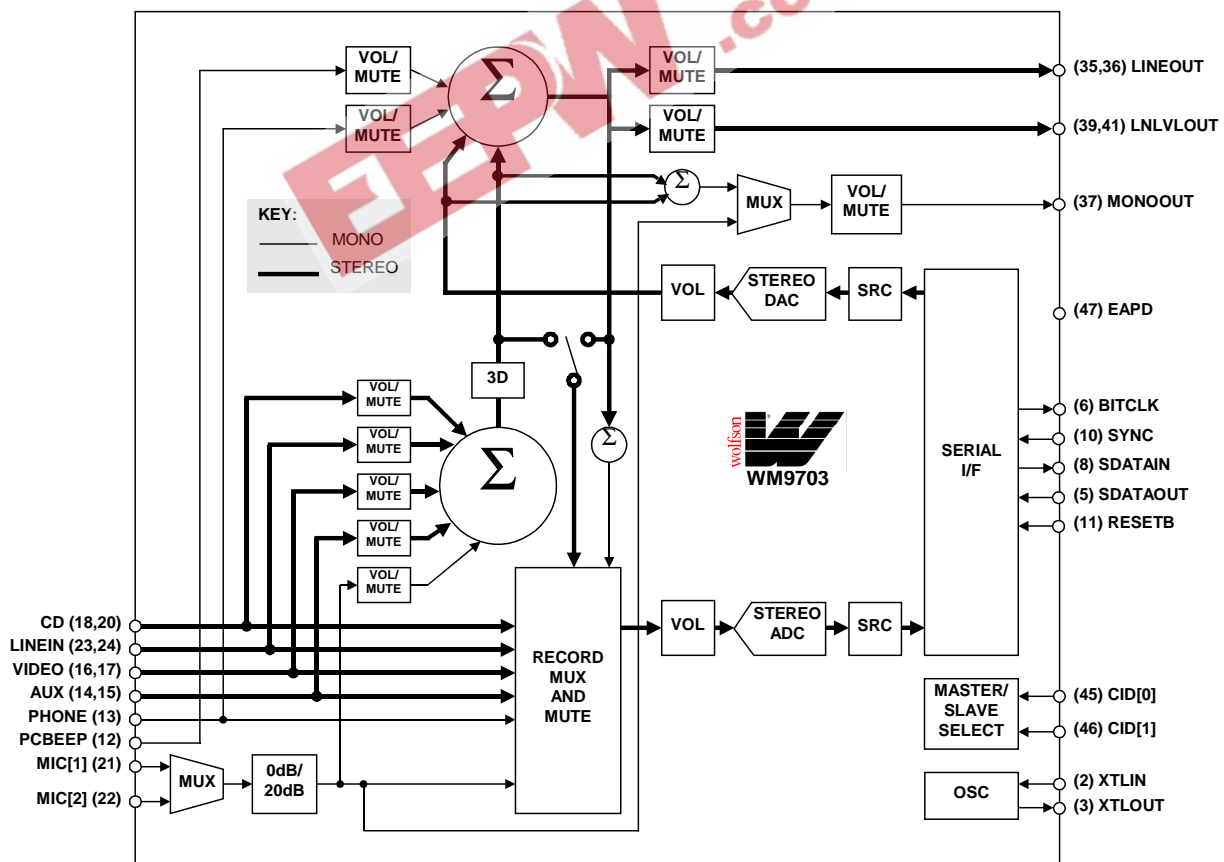 EEPW .co
VOL/
MUTE
VOL/
MUTE
Σ
VOL/
MUTE
(35,36) LINEOUT
VOL/
MUTE
(39,41) LNLVLOUT
Σ
MUX
VOL/
MUTE
(37) MONOOUT
KEY:
MONO
STEREO
VOL
STEREO
DAC
SRC
(47) EAPD
3D
VOL/
MUTE
VOL/
MUTE
VOL/
MUTE
VOL/
MUTE
VOL/
MUTE
Σ
Σ
wolfson
WM9703
SERIAL
I/F
(6) BITCLK
(10) SYNC
(8) SDATAIN
(5) SDATAOUT
(11) RESETB
CD (18,20)
LINEIN (23,24)
VIDEO (16,17)
AUX (14,15)
PHONE (13)
PCBEEP (12)
MIC[1] (21)
MIC[2] (22)
MUX
0dB/
20dB
RECORD
MUX
AND
MUTE
VOL
STEREO
ADC
SRC
MASTER/
SLAVE
SELECT
(45) CID[0]
(46) CID[1]
OSC
(2) XTLIN
(3) XTLOUT